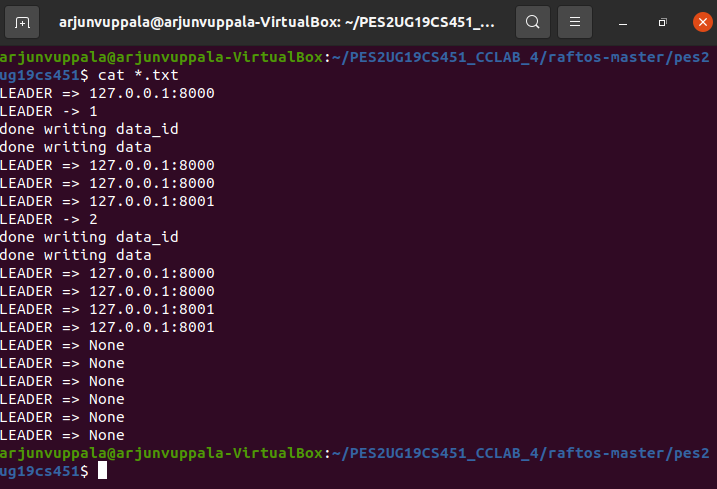 arjunvuppala@arjunvuppala-VirtualBox: ~/PES2UG19CS451_...
arjunvuppala@arjunvuppala-VirtualBox:~/PES2UG19CS451_CCLAB_4/raftos-master/pes2
ug19cs451$ cat *.txt
LEADER => 127.0.0.1:8000
LEADER -> 1
done writing data_id
done writing data
LEADER => 127.0.0.1:8000
LEADER => 127.0.0.1:8000
LEADER => 127.0.0.1:8001
LEADER -> 2
done writing data_id
done writing data
LEADER => 127.0.0.1:8000
LEADER => 127.0.0.1:8000
LEADER => 127.0.0.1:8001
LEADER => 127.0.0.1:8001
LEADER => None
LEADER => None
LEADER => None
LEADER => None
LEADER => None
LEADER => None
arjunvuppala@arjunvuppala-VirtualBox:~/PES2UG19CS451_CCLAB_4/raftos-master/pes2
ug19cs451$